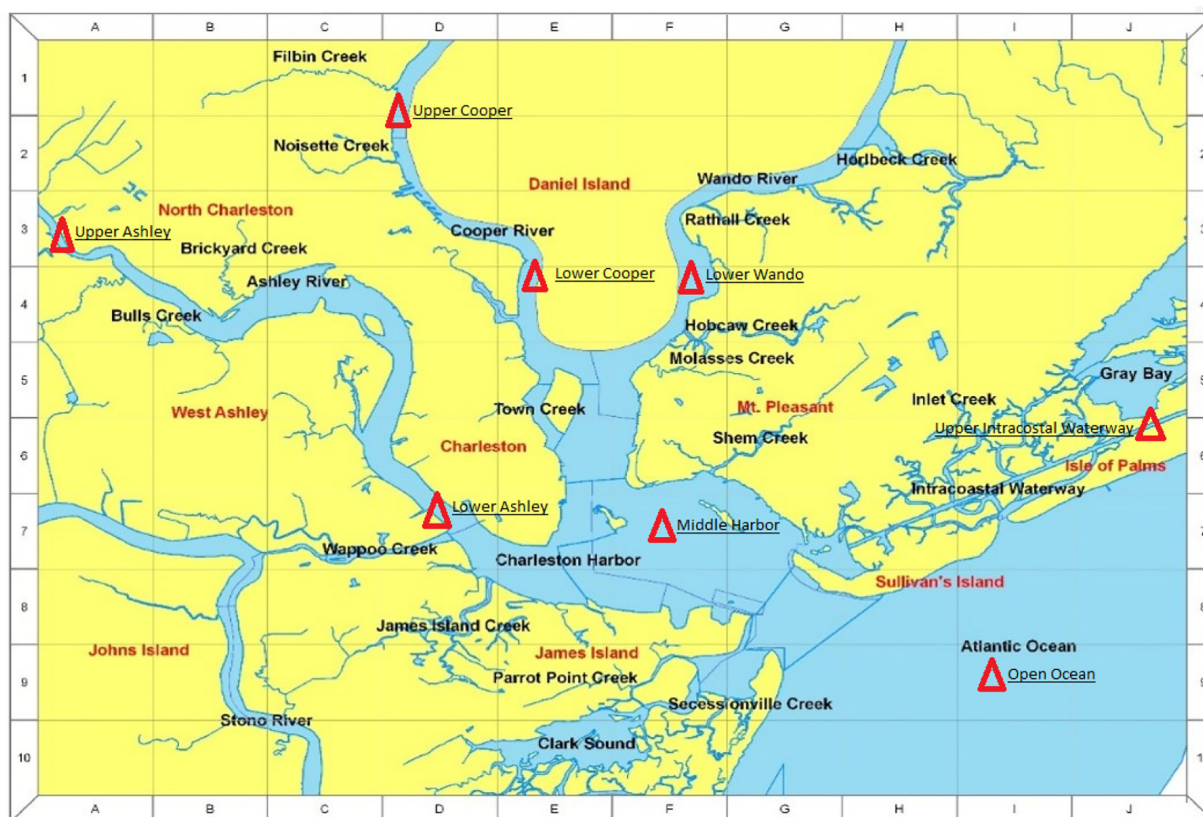 A B C D E F G H I J
1
Filbin Creek
Upper Cooper
2
Noisette Creek
Horlbeck Creek
Daniel Island
Wando River
North Charleston
Rathall Creek
3
Upper Ashley
Cooper River
Brickyard Creek
Lower Cooper
Lower Wando
Ashley River
4
Bulls Creek
Hobcaw Creek
Molasses Creek
5
Gray Bay
5
Inlet Creek
West Ashley
Town Creek
Mt. Pleasant
Upper Intracostal Waterway
Shem Creek
Charleston
6
Isle of Palms
Intracoastal Waterway
Lower Ashley
Middle Harbor
7
Wappoo Creek
Charleston Harbor
Sullivan's Island
8
James Island Creek
Johns Island
James Island
Atlantic Ocean
9
Parrot Point Creek
Open Ocean
Secessionville Creek
Stono River
Clark Sound
10
A B C D E F G H I J